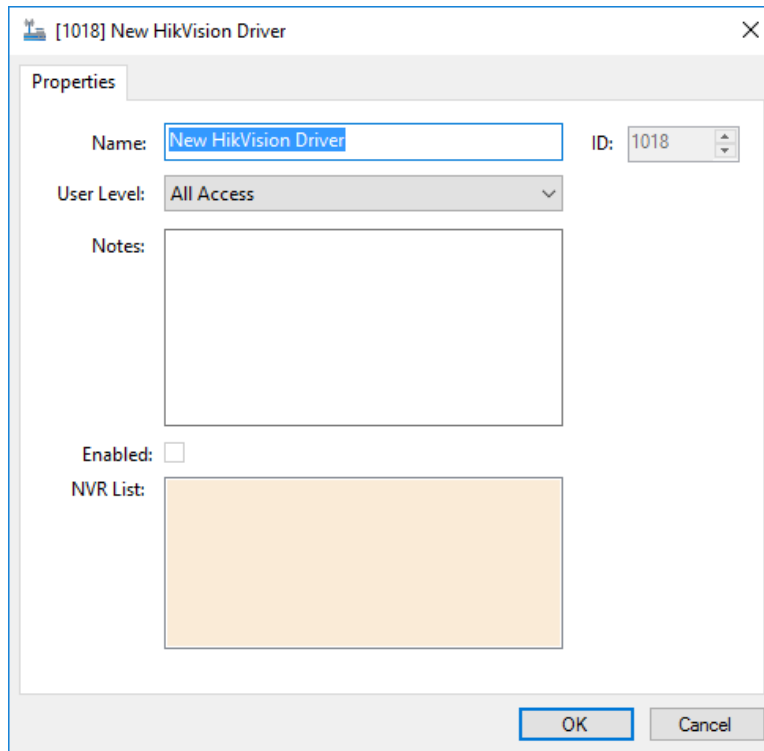 [1018] New HikVision Driver
Properties
Name: New HikVision Driver ID: 1018
User Level: All Access
Notes:
Enabled:
NVR List:
OK Cancel